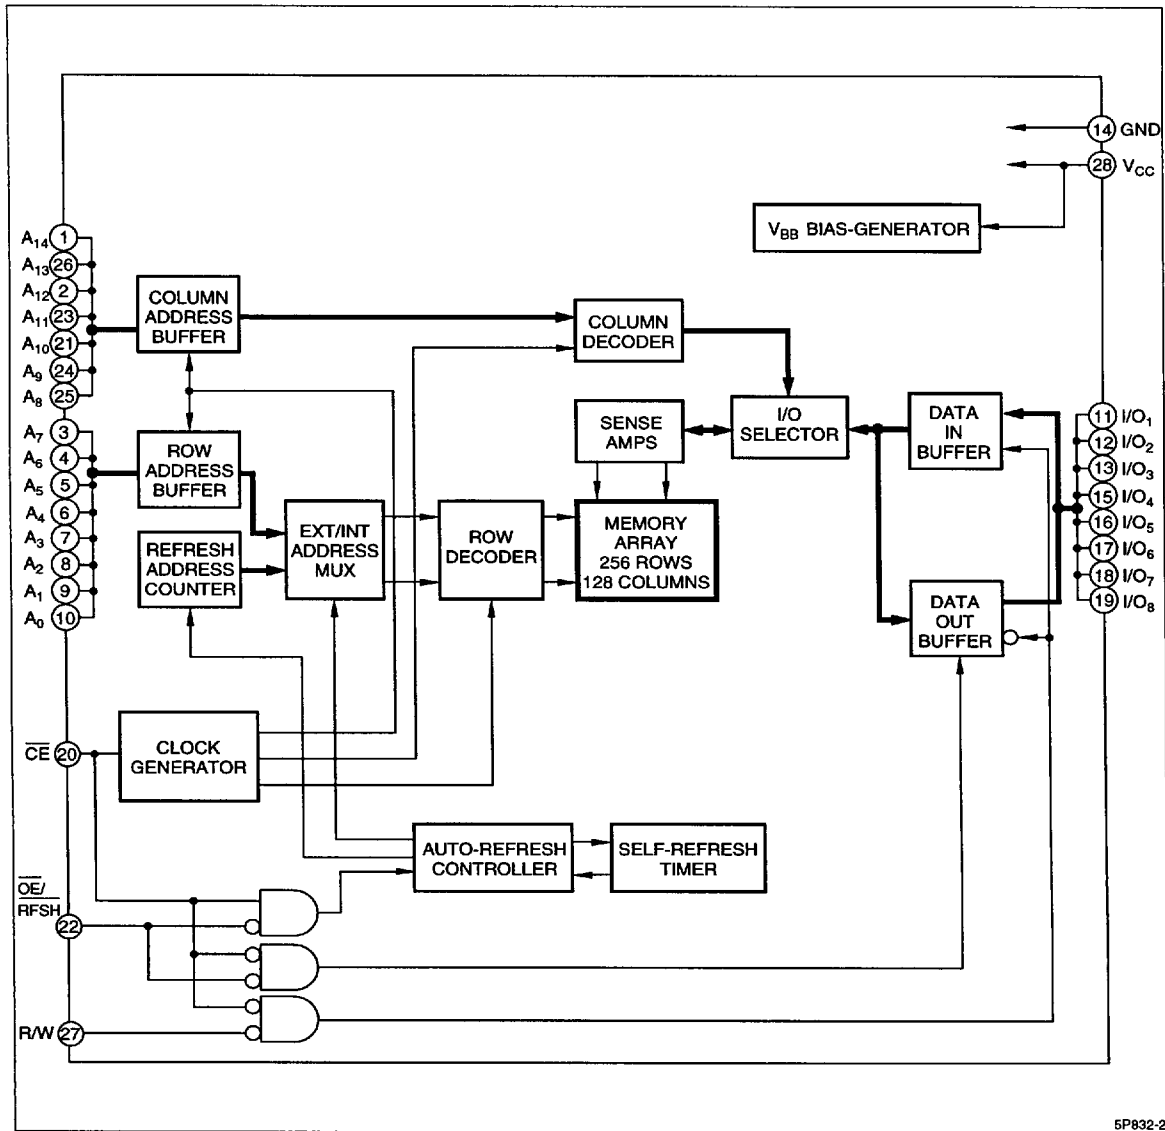 14 GND
28 VCC
VBB BIAS-GENERATOR
A14 1
A13 26
A12 2
A11 23
A10 21
A9 24
A8 25
A7 3
A6 4
A5 5
A4 6
A3 7
A2 8
A1 9
A0 10
COLUMN
ADDRESS
BUFFER
COLUMN
DECODER
ROW
ADDRESS
BUFFER
SENSE
AMPS
I/O
SELECTOR
DATA
IN
BUFFER
11 I/O1
12 I/O2
13 I/O3
15 I/O4
16 I/O5
17 I/O6
18 I/O7
19 I/O8
REFRESH
ADDRESS
COUNTER
EXT/INT
ADDRESS
MUX
ROW
DECODER
MEMORY
ARRAY
256 ROWS
128 COLUMNS
DATA
OUT
BUFFER
CE 20
CLOCK
GENERATOR
AUTO-REFRESH
CONTROLLER
SELF-REFRESH
TIMER
OE/
RFSH
22
R/W 27
5P832-2